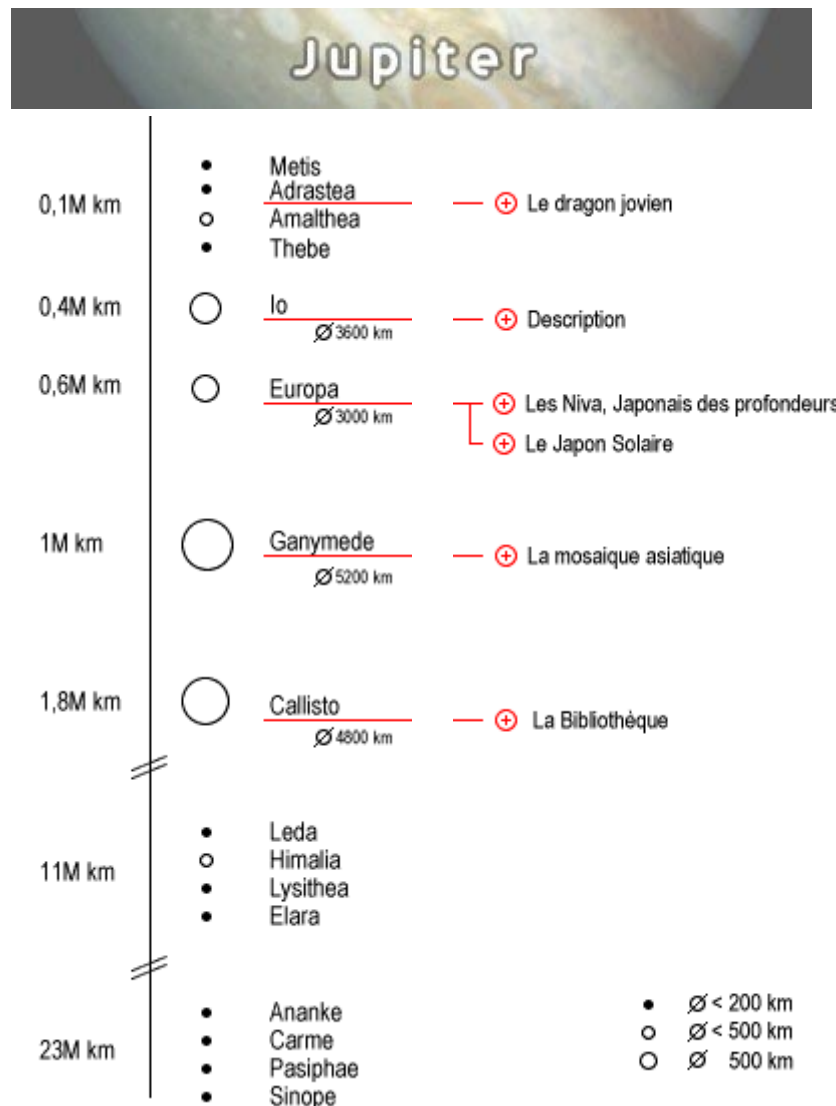 Jupiter
0,1M km
Metis
Adrastea
Amalthea
Thebe
Le dragon jovien
0,4M km
Io
Ø 3600 km
Description
0,6M km
Europa
Ø 3000 km
Les Niva, Japonais des profondeurs
Le Japon Solaire
1M km
Ganymede
Ø 5200 km
La mosaique asiatique
1,8M km
Callisto
Ø 4800 km
La Bibliothèque
11M km
Leda
Himalia
Lysithea
Elara
23M km
Ananke
Carme
Pasiphae
Sinope
Ø < 200 km
Ø < 500 km
Ø 500 km